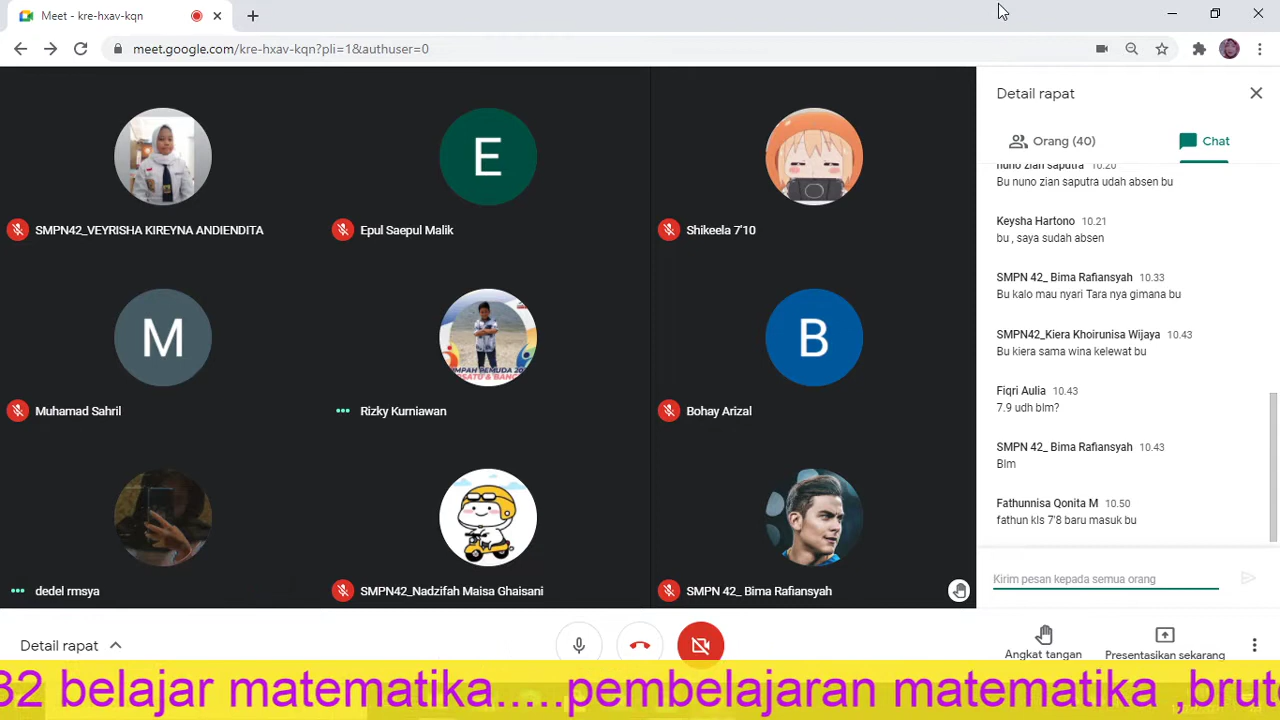 Meet - kre-hxav-kqn
meet.google.com/kre-hxav-kqn?pli=1&authuser=0
SMPN42_VEYRISHA KIREYNA ANDIENDITA
E
Epul Saepul Malik
Shikeela 7'10
M
Muhamad Sahril
Rizky Kurniawan
B
Bohay Arizal
dedel rmsya
SMPN42_Nadzifah Maisa Ghaisani
SMPN 42_ Bima Rafiansyah
Detail rapat
Orang (40)
Chat
nuno zian saputra 10.20
Bu nuno zian saputra udah absen bu
Keysha Hartono 10.21
bu , saya sudah absen
SMPN 42_ Bima Rafiansyah 10.33
Bu kalo mau nyari Tara nya gimana bu
SMPN42_Kiera Khoirunisa Wijaya 10.43
Bu kiera sama wina kelewat bu
Fiqri Aulia 10.43
7.9 udh blm?
SMPN 42_ Bima Rafiansyah 10.43
Blm
Fathunnisa Qonita M 10.50
fathun kls 7'8 baru masuk bu
Kirim pesan kepada semua orang
Detail rapat
Angkat tangan
Presentasikan sekarang
32 belajar matematika.....pembelajaran matematika ,brute